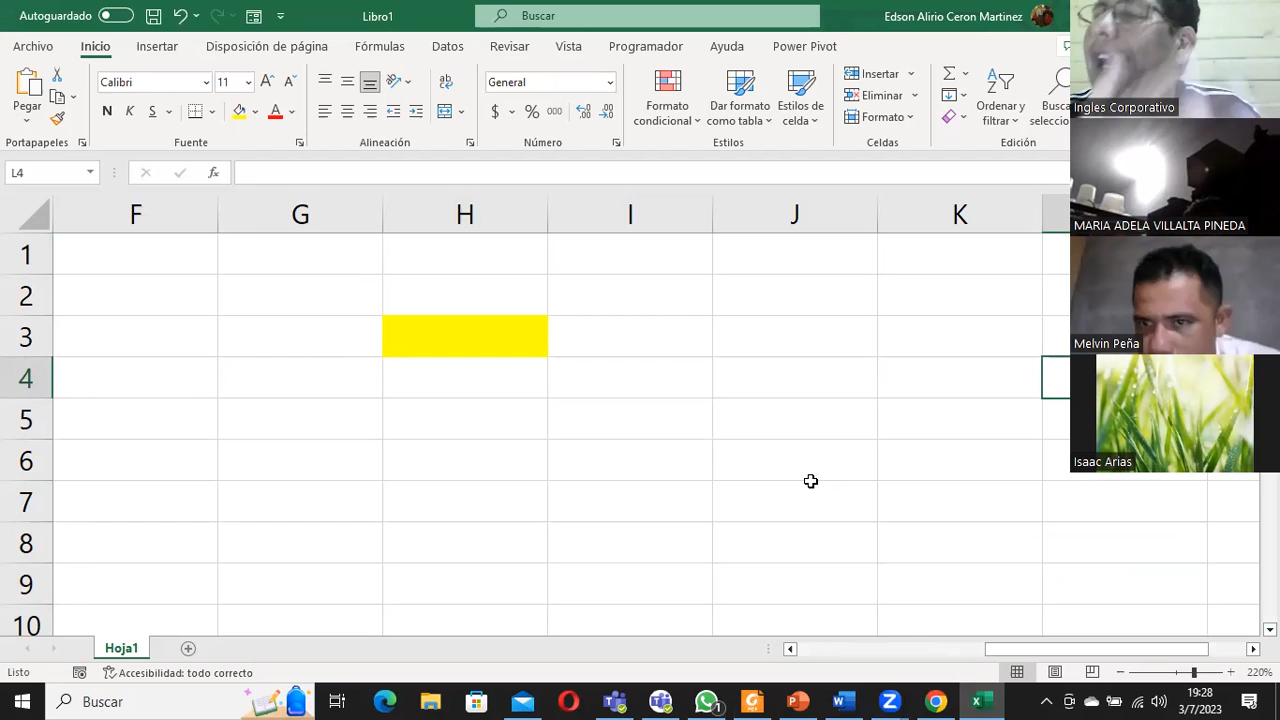 Autoguardado Libro1 Buscar Edson Alirio Ceron Martinez
Archivo Inicio Insertar Disposición de página Fórmulas Datos Revisar Vista Programador Ayuda Power Pivot
Pegar Calibri 11 General Formato condicional Dar formato como tabla Estilos de celda Insertar Eliminar Formato Ordenar y filtrar
N K S $ % 000
Portapapeles Fuente Alineación Número Estilos Celdas Edición
L4 fx
F G H I J K
1
2
3
4
5
6
7
8
9
10
Ingles Corporativo
MARIA ADELA VILLALTA PINEDA
Melvin Peña
Isaac Arias
Hoja1
Listo Accesibilidad: todo correcto 220%
Buscar 1 19:28
3/7/2023